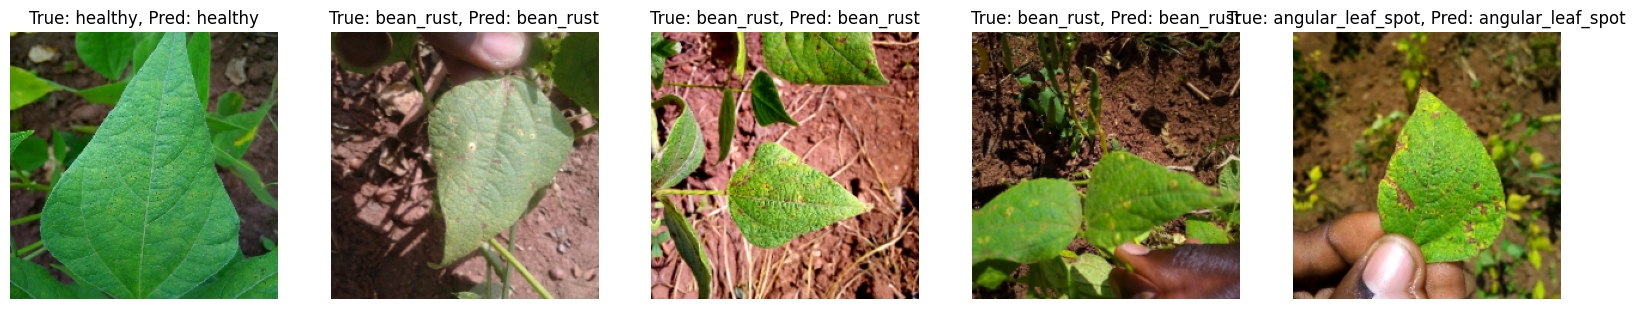 True: healthy, Pred: healthy
True: bean_rust, Pred: bean_rust
True: bean_rust, Pred: bean_rust
True: bean_rust, Pred: bean_rust
True: angular_leaf_spot, Pred: angular_leaf_spot